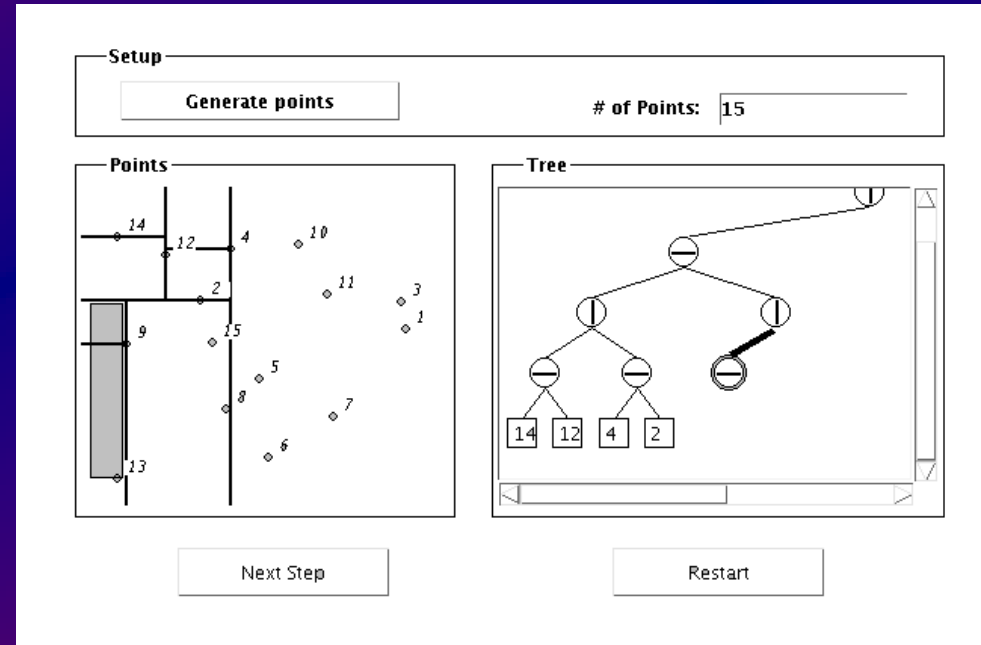 Setup
Generate points
# of Points: 15
Points
Tree
14
12
4
10
2
11
3
1
9
15
5
8
7
6
13
14 12 4 2
Next Step
Restart